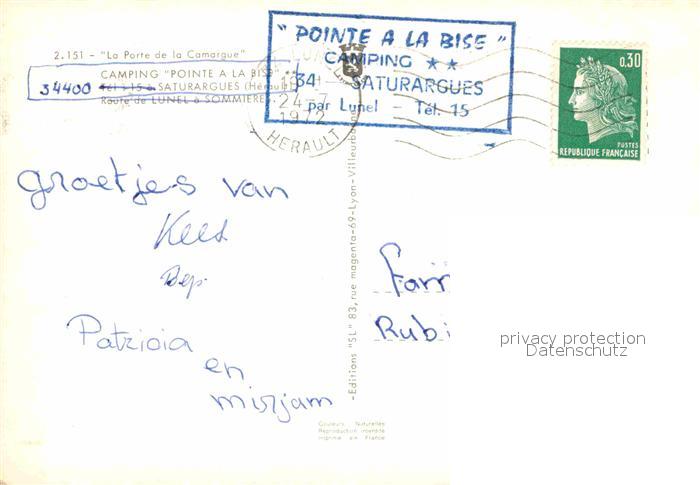 2.151 – "La Porte de la Camargue"
CAMPING "POINTE A LA BISE"
34400 SATURARGUES (Hérault)
Route de LUNEL à SOMMIERES
"POINTE A LA BISE"
CAMPING ★★
34 - SATURARGUES
par Lunel - Tél. 15
24-7
1972
HERAULT
0,30
POSTES
REPUBLIQUE FRANÇAISE
groetjes van
Kees
Bep
Patricia
en
mirjam
-Editions "SL" 83, rue magenta-69-Lyon-Villeurbanne
Fam
Rubi
privacy protection
Datenschutz
Couleurs Naturelles
Reproduction interdite
Imprimé en France